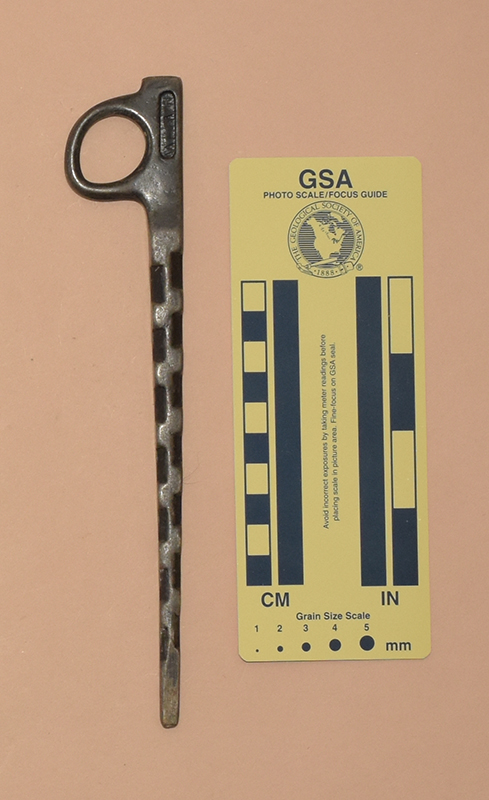 GSA
PHOTO SCALE/FOCUS GUIDE
THE GEOLOGICAL SOCIETY OF AMERICA
1888
®
Avoid incorrect exposures by taking meter readings before
placing scale in picture area. Fine-focus on GSA seal.
CM
IN
Grain Size Scale
1 2 3 4 5
mm